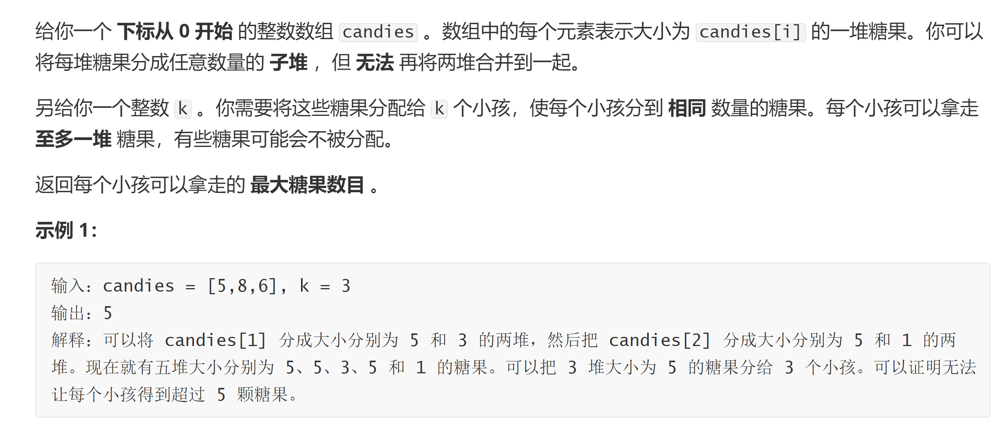 给你一个 下标从 0 开始 的整数数组 candies 。数组中的每个元素表示大小为 candies[i] 的一堆糖果。你可以
将每堆糖果分成任意数量的 子堆 ，但 无法 再将两堆合并到一起。
另给你一个整数 k 。你需要将这些糖果分配给 k 个小孩，使每个小孩分到 相同 数量的糖果。每个小孩可以拿走
至多一堆 糖果，有些糖果可能会不被分配。
返回每个小孩可以拿走的 最大糖果数目 。
示例 1：
输入：candies = [5,8,6], k = 3
输出：5
解释：可以将 candies[1] 分成大小分别为 5 和 3 的两堆，然后把 candies[2] 分成大小分别为 5 和 1 的两
堆。现在就有五堆大小分别为 5、5、3、5 和 1 的糖果。可以把 3 堆大小为 5 的糖果分给 3 个小孩。可以证明无法
让每个小孩得到超过 5 颗糖果。